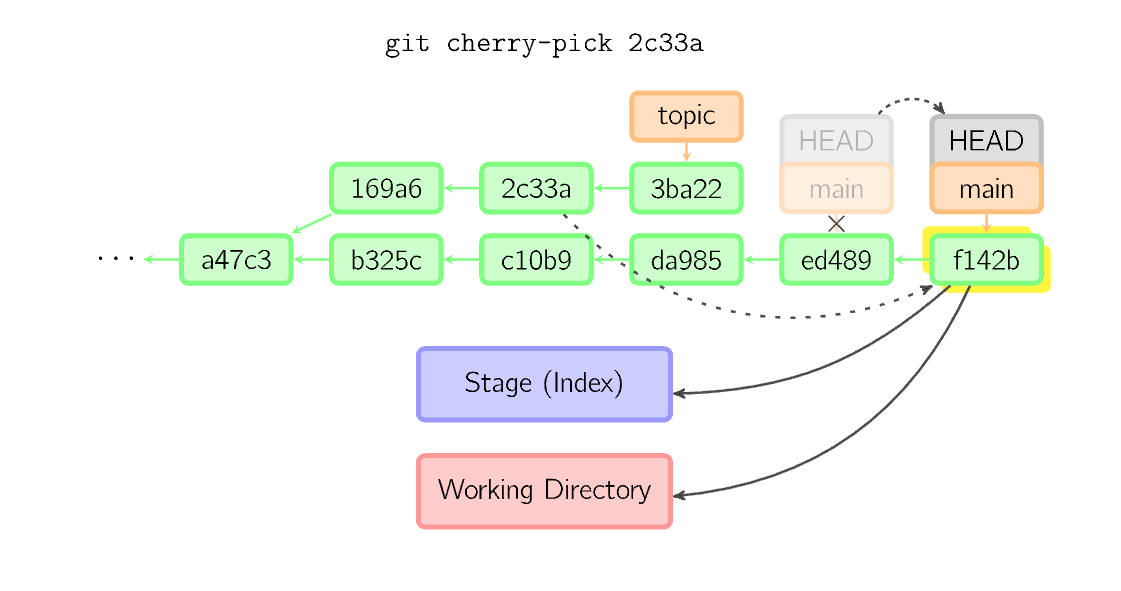 git cherry-pick 2c33a
topic
HEAD HEAD
169a6 2c33a 3ba22 main main
... a47c3 b325c c10b9 da985 ed489 f142b
Stage (Index)
Working Directory